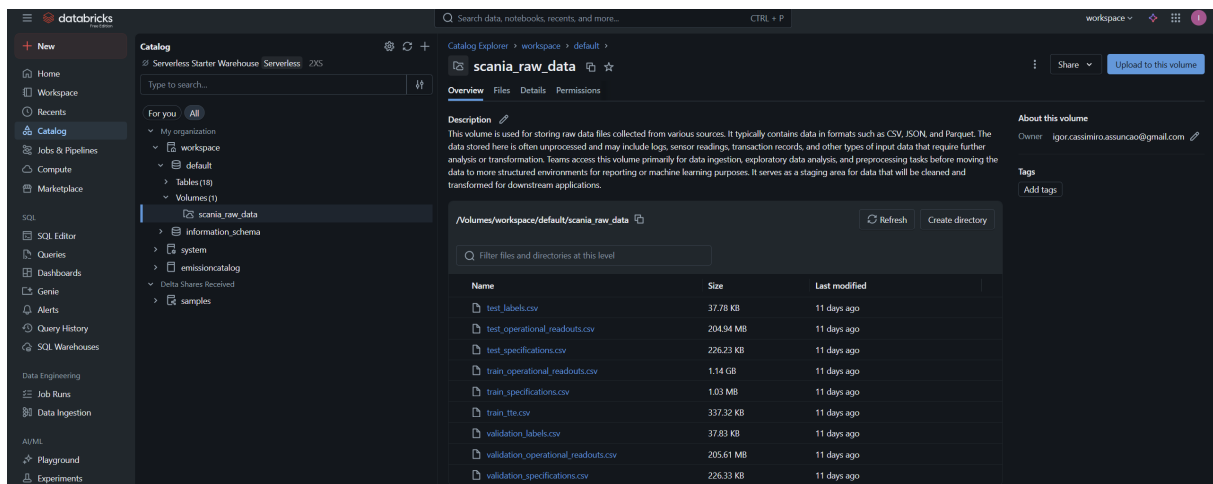 databricks
Free Edition
Search data, notebooks, recents, and more...
CTRL + P
workspace
I
New
Home
Workspace
Recents
Catalog
Jobs & Pipelines
Compute
Marketplace
SQL
SQL Editor
Queries
Dashboards
Genie
Alerts
Query History
SQL Warehouses
Data Engineering
Job Runs
Data Ingestion
AI/ML
Playground
Experiments
Catalog
Serverless Starter Warehouse Serverless 2XS
Type to search...
For you All
My organization
workspace
default
Tables (18)
Volumes (1)
scania_raw_data
information_schema
system
emissioncatalog
Delta Shares Received
samples
Catalog Explorer > workspace > default >
scania_raw_data
Share
Upload to this volume
Overview Files Details Permissions
Description
This volume is used for storing raw data files collected from various sources. It typically contains data in formats such as CSV, JSON, and Parquet. The
data stored here is often unprocessed and may include logs, sensor readings, transaction records, and other types of input data that require further
analysis or transformation. Teams access this volume primarily for data ingestion, exploratory data analysis, and preprocessing tasks before moving the
data to more structured environments for reporting or machine learning purposes. It serves as a staging area for data that will be cleaned and
transformed for downstream applications.
/Volumes/workspace/default/scania_raw_data
Refresh
Create directory
Filter files and directories at this level
Name Size Last modified
test_labels.csv 37.78 KB 11 days ago
test_operational_readouts.csv 204.94 MB 11 days ago
test_specifications.csv 226.23 KB 11 days ago
train_operational_readouts.csv 1.14 GB 11 days ago
train_specifications.csv 1.03 MB 11 days ago
train_tte.csv 337.32 KB 11 days ago
validation_labels.csv 37.83 KB 11 days ago
validation_operational_readouts.csv 205.61 MB 11 days ago
validation_specifications.csv 226.33 KB 11 days ago
About this volume
Owner igor.cassimiro.assuncao@gmail.com
Tags
Add tags